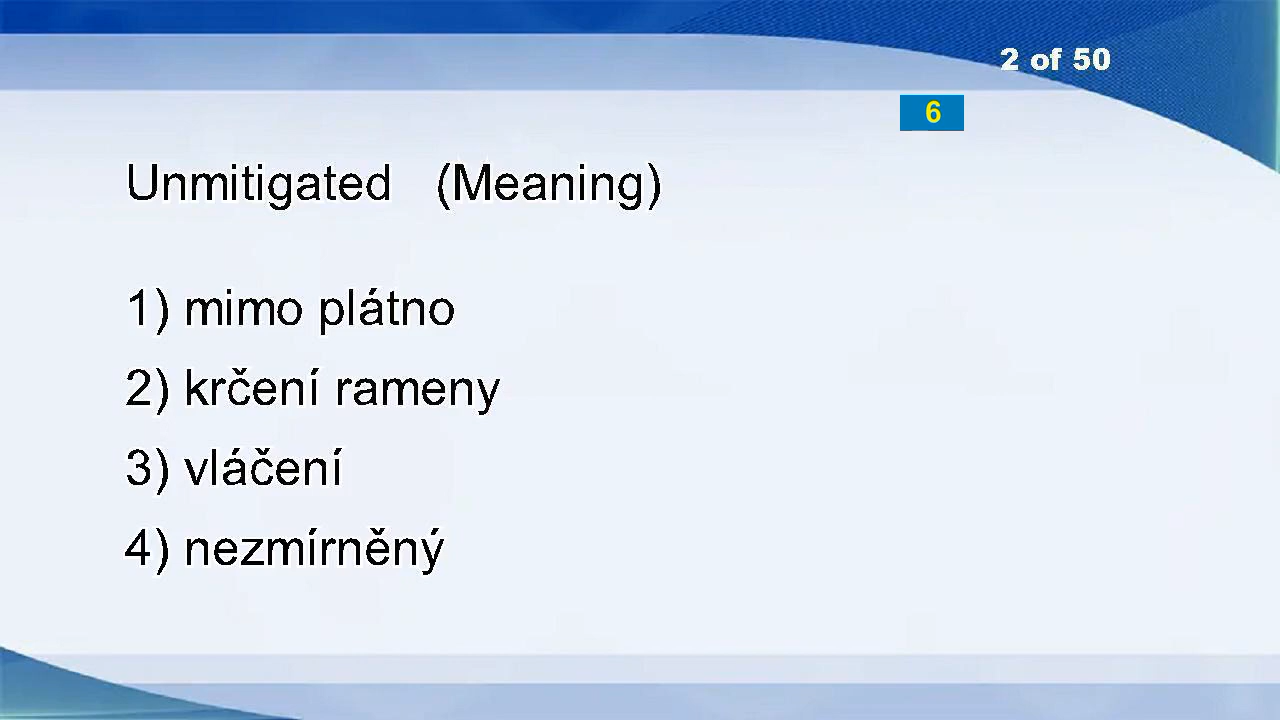 2 of 50
6
Unmitigated (Meaning)
1) mimo plátno
2) krčení rameny
3) vláčení
4) nezmírněný